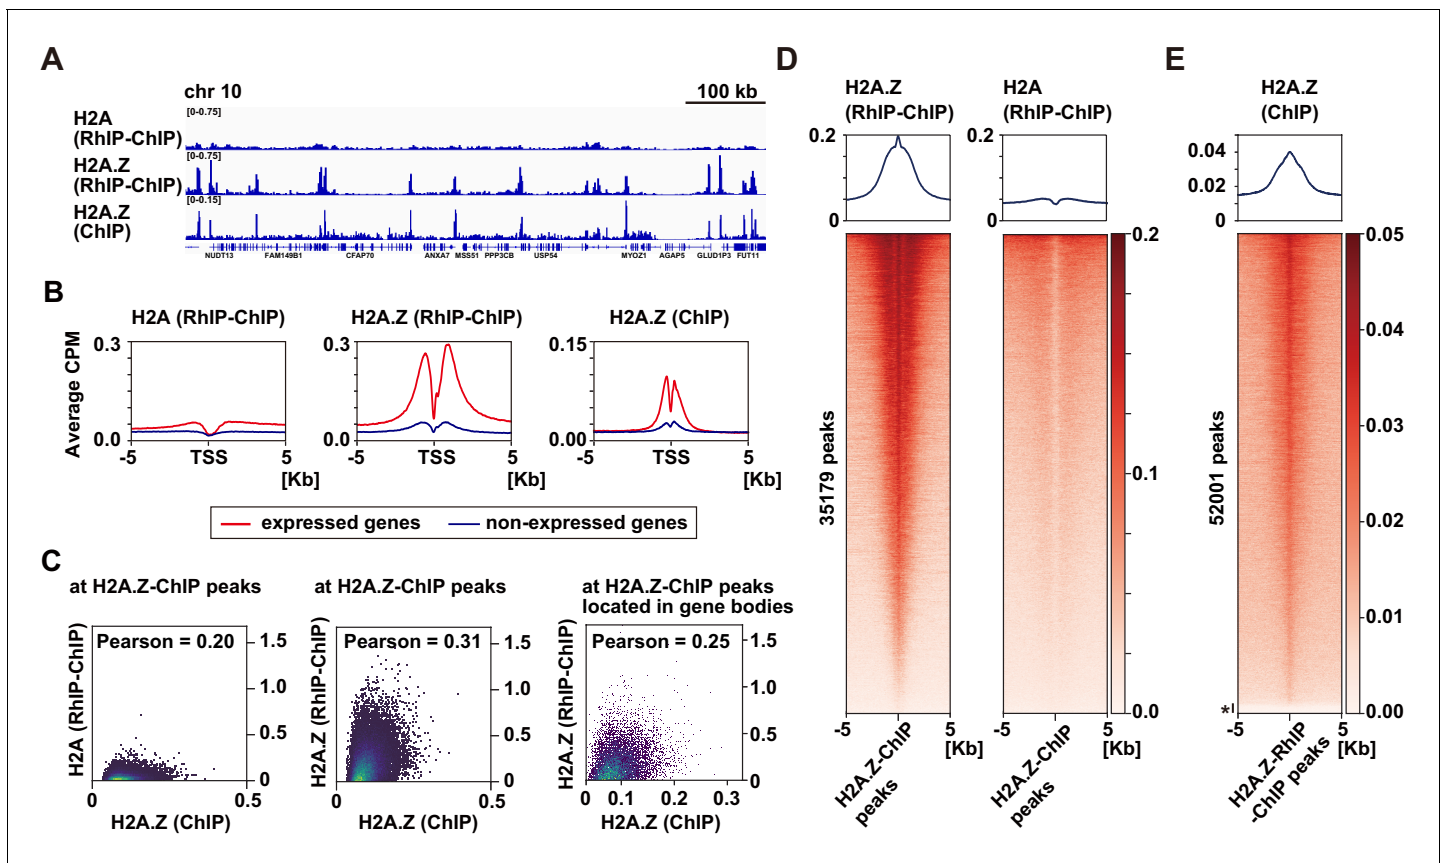 A
chr 10
100 kb
H2A
(RhIP-ChIP)
[0-0.75]
H2A.Z
(RhIP-ChIP)
[0-0.75]
H2A.Z
(ChIP)
[0-0.15]
NUDT13 FAM149B1 CFAP70 ANXA7 MSS51 PPP3CB USP54 MYOZ1 AGAP5 GLUD1P3 FUT11
B
H2A (RhIP-ChIP)
H2A.Z (RhIP-ChIP)
H2A.Z (ChIP)
Average CPM
0.3
0.0
-5 TSS 5
[Kb]
0.3
0.0
-5 TSS 5
[Kb]
0.15
0.00
-5 TSS 5
[Kb]
expressed genes
non-expressed genes
C
at H2A.Z-ChIP peaks
H2A (RhIP-ChIP)
Pearson = 0.20
1.5
1.0
0.5
0
0 0.5
H2A.Z (ChIP)
at H2A.Z-ChIP peaks
H2A.Z (RhIP-ChIP)
Pearson = 0.31
1.5
1.0
0.5
0
0 0.5
H2A.Z (ChIP)
at H2A.Z-ChIP peaks
located in gene bodies
H2A.Z (RhIP-ChIP)
Pearson = 0.25
1.5
1.0
0.5
0
0 0.1 0.2 0.3
H2A.Z (ChIP)
D
H2A.Z
(RhIP-ChIP)
0.2
0
H2A
(RhIP-ChIP)
0.2
0
35179 peaks
0.2
0.1
0.0
-5 5
[Kb]
H2A.Z-ChIP
peaks
-5 5
[Kb]
H2A.Z-ChIP
peaks
E
H2A.Z
(ChIP)
0.04
0.02
0
52001 peaks
0.05
0.04
0.03
0.02
0.01
0.00
*
-5 5
[Kb]
H2A.Z-RhIP
-ChIP peaks